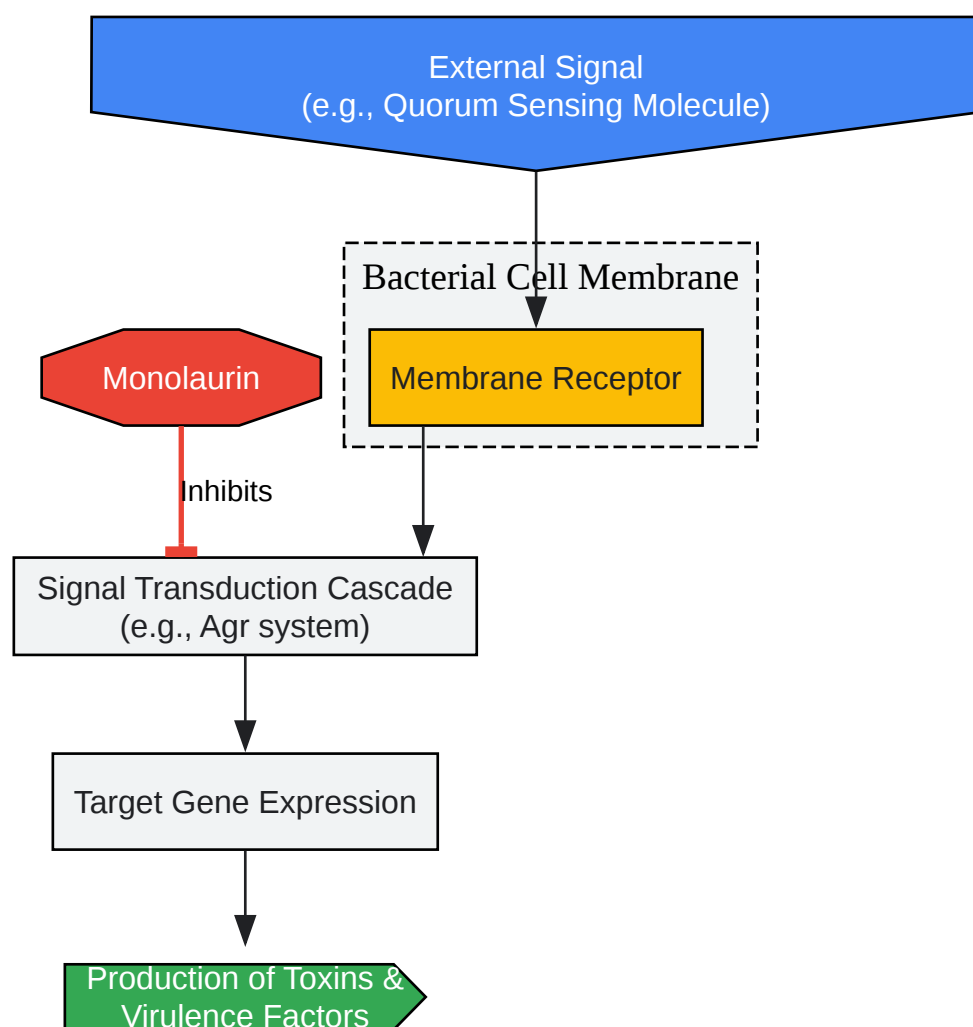 External Signal
(e.g., Quorum Sensing Molecule)
Bacterial Cell Membrane
Monolaurin
Membrane Receptor
Inhibits
Signal Transduction Cascade
(e.g., Agr system)
Target Gene Expression
Production of Toxins &
Virulence Factors